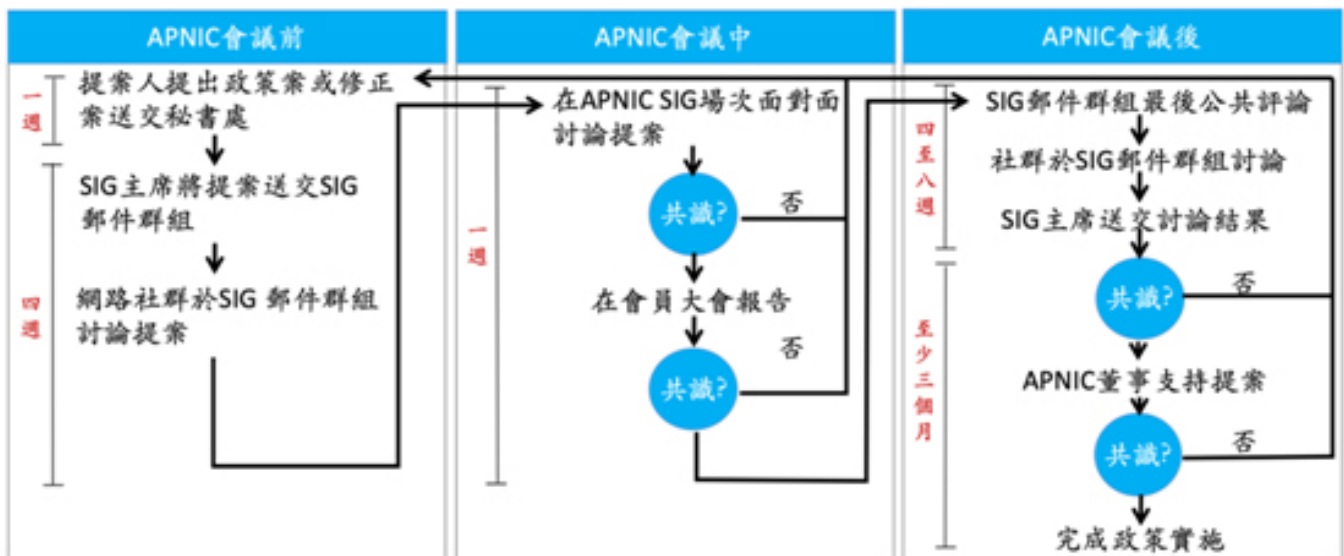 APNIC會議前
一週
提案人提出政策案或修正
案送交秘書處
四週
SIG主席將提案送交SIG
郵件群組
網路社群於SIG 郵件群組
討論提案
APNIC會議中
一週
在APNIC SIG場次面對面
討論提案
共識?
否
在會員大會報告
共識?
否
APNIC會議後
四至八週
SIG郵件群組最後公共評論
社群於SIG郵件群組討論
SIG主席送交討論結果
至少三個月
共識?
否
APNIC董事支持提案
共識?
否
完成政策實施